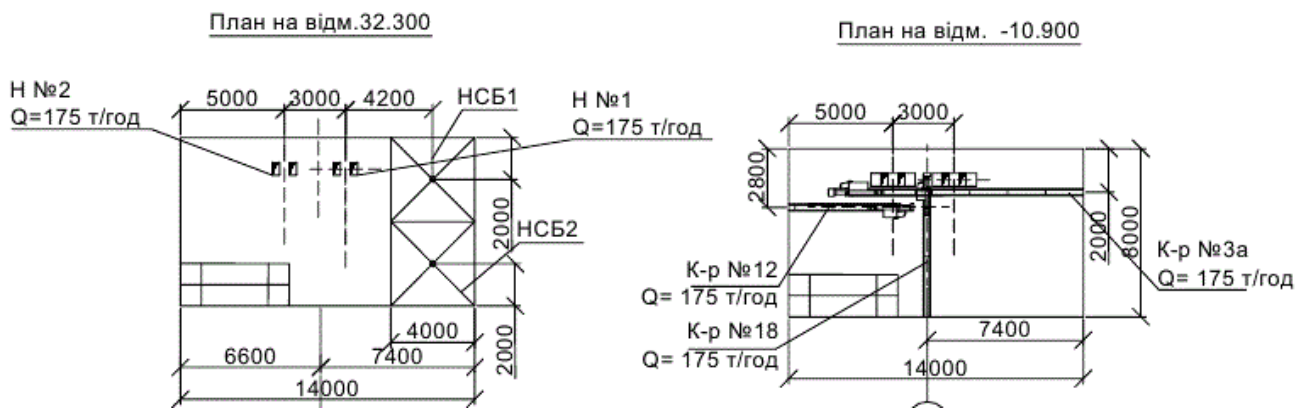 План на відм.32.300
План на відм. -10.900
Н №2
Q=175 т/год
5000
3000
4200
НСБ1
Н №1
Q=175 т/год
2000
НСБ2
4000
2000
6600
7400
14000
5000
3000
2800
2000
8000
К-р №12
Q= 175 т/год
К-р №18
Q= 175 т/год
К-р №3а
Q= 175 т/год
7400
14000